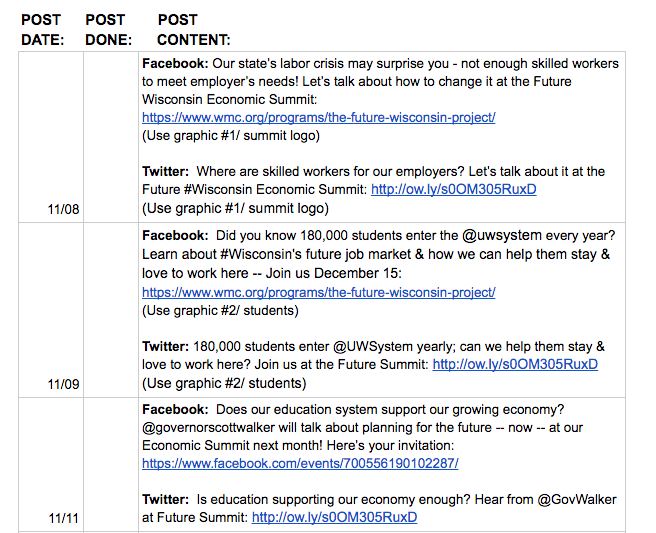 POST DATE: POST DONE: POST CONTENT:
Facebook: Our state's labor crisis may surprise you - not enough skilled workers
to meet employer's needs! Let's talk about how to change it at the Future
Wisconsin Economic Summit:
https://www.wmc.org/programs/the-future-wisconsin-project/
(Use graphic #1/ summit logo)
Twitter: Where are skilled workers for our employers? Let's talk about it at the
Future #Wisconsin Economic Summit: http://ow.ly/s0OM305RuxD
11/08 (Use graphic #1/ summit logo)
Facebook: Did you know 180,000 students enter the @uwsystem every year?
Learn about #Wisconsin's future job market & how we can help them stay &
love to work here -- Join us December 15:
https://www.wmc.org/programs/the-future-wisconsin-project/
(Use graphic #2/ students)
Twitter: 180,000 students enter @UWSystem yearly; can we help them stay &
love to work here? Join us at the Future Summit: http://ow.ly/s0OM305RuxD
11/09 (Use graphic #2/ students)
Facebook: Does our education system support our growing economy?
@governorscottwalker will talk about planning for the future -- now -- at our
Economic Summit next month! Here's your invitation:
https://www.facebook.com/events/700556190102287/
Twitter: Is education supporting our economy enough? Hear from @GovWalker
11/11 at Future Summit: http://ow.ly/s0OM305RuxD